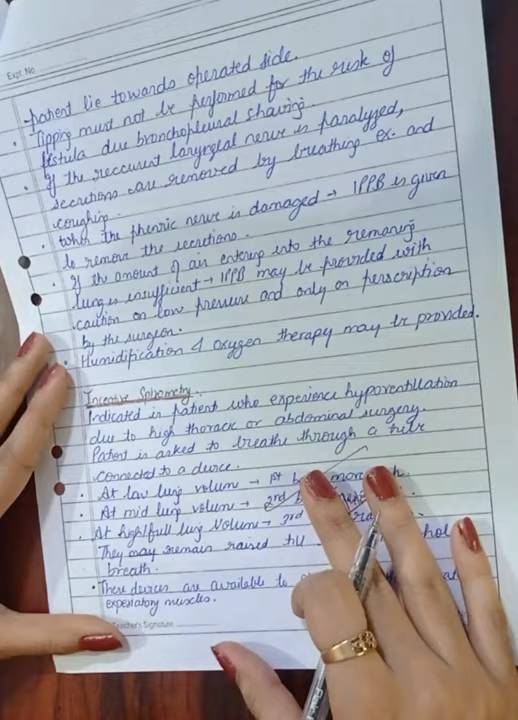 Expt. No.
patient lie towards operated side.
• Tipping must not be performed for the risk of
fistula due bronchopleural shaving.
• If the reccurent laryngeal nerve is paralyzed,
secretions are removed by breathing ex. and
coughing.
• When the phenric nerve is damaged → IPPB is given
to remove the secretions.
• If the amount of air entering into the remaning
lung is insufficient → IPPB may be provided with
caution on low pressure and only on perscription
by the surgeon.
• Humidification & oxygen therapy may be provided.
Incentive Spirometry.
Indicated in patient who experience hypoventilation
due to high thorax or abdominal surgery.
Patient is asked to breathe through a tube
connected to a device.
• At low lung volum → 1st
• At mid lung volum → 2nd
• At high/full lung volum → 3rd
They may remain raised till
breath.
• These devices are available to
expiratory muscles.
Teacher's Signature